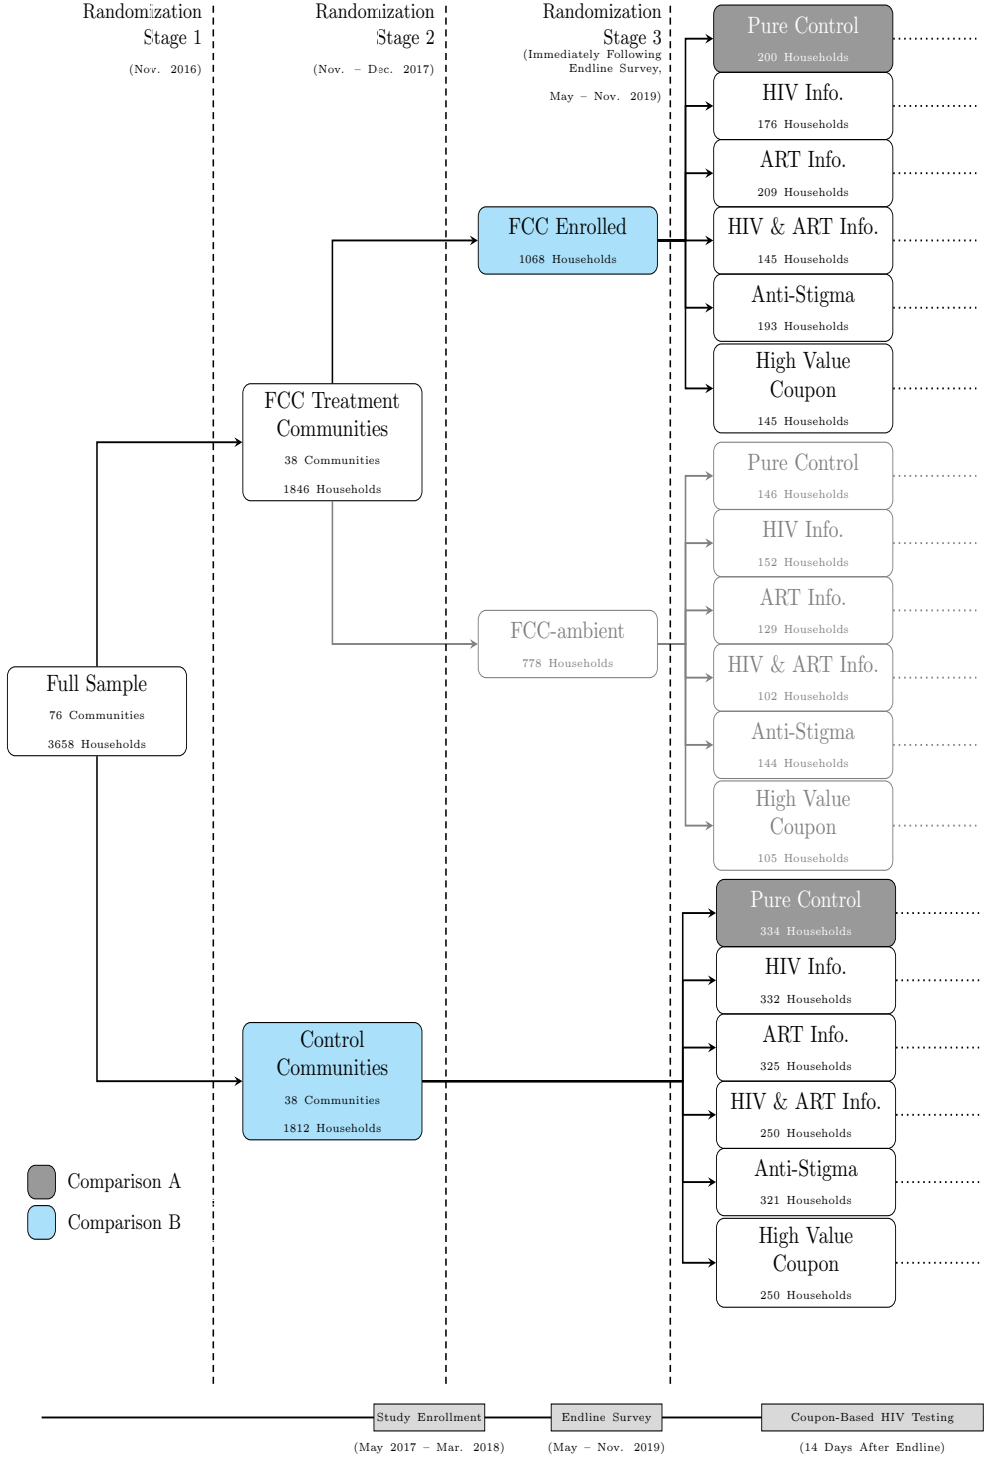 Randomization
Stage 1
(Nov. 2016)
Randomization
Stage 2
(Nov. – Dec. 2017)
Randomization
Stage 3
(Immediately Following
Endline Survey,
May – Nov. 2019)
Full Sample
76 Communities
3658 Households
FCC Treatment
Communities
38 Communities
1846 Households
Control
Communities
38 Communities
1812 Households
FCC Enrolled
1068 Households
FCC-ambient
778 Households
Pure Control
200 Households
HIV Info.
176 Households
ART Info.
209 Households
HIV & ART Info.
145 Households
Anti-Stigma
193 Households
High Value
Coupon
145 Households
Pure Control
146 Households
HIV Info.
152 Households
ART Info.
129 Households
HIV & ART Info.
102 Households
Anti-Stigma
144 Households
High Value
Coupon
105 Households
Pure Control
334 Households
HIV Info.
332 Households
ART Info.
325 Households
HIV & ART Info.
250 Households
Anti-Stigma
321 Households
High Value
Coupon
250 Households
Comparison A
Comparison B
Study Enrollment
(May 2017 – Mar. 2018)
Endline Survey
(May – Nov. 2019)
Coupon-Based HIV Testing
(14 Days After Endline)